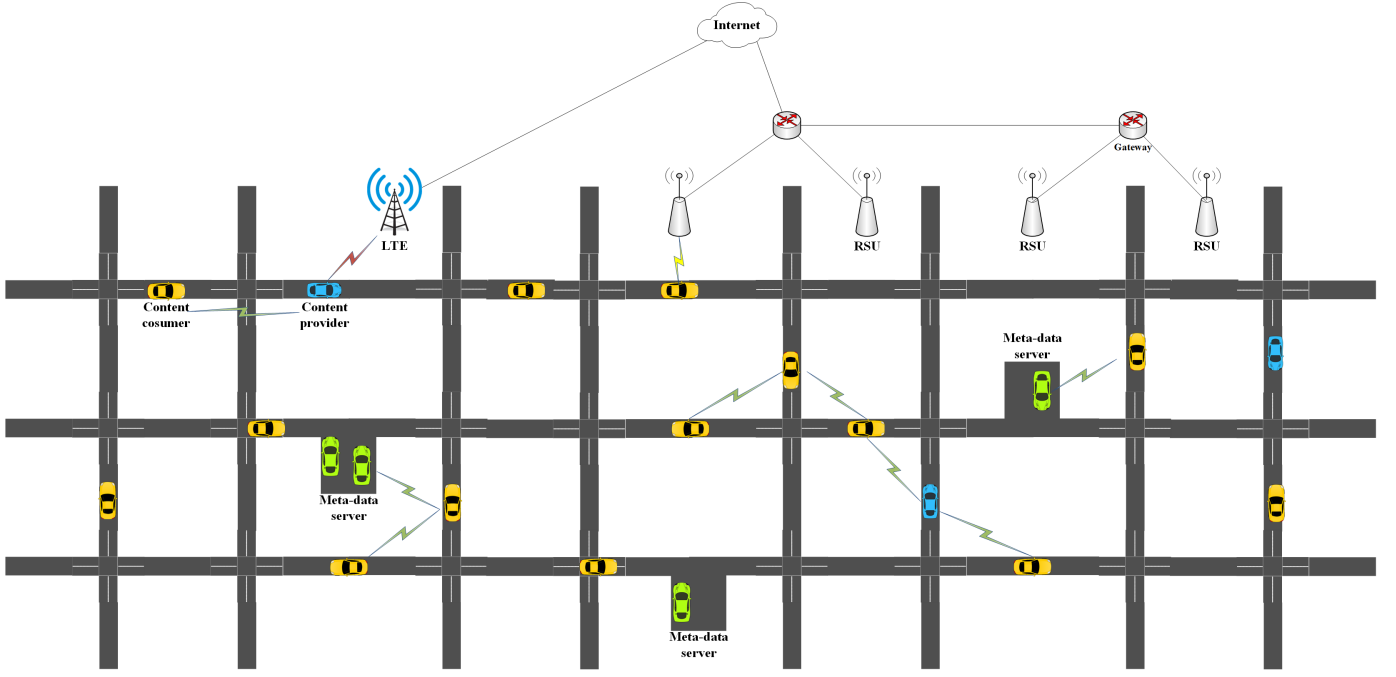 Internet
Gateway
LTE
RSU
RSU
RSU
Content
cosumer
Content
provider
Meta-data
server
Meta-data
server
Meta-data
server